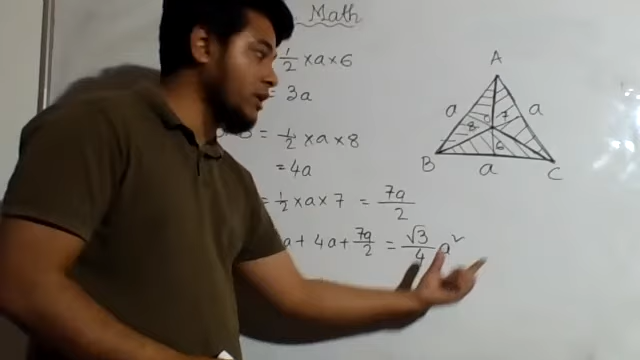 Math
1/2 × a × 6
= 3a
= 1/2 × a × 8
= 4a
= 1/2 × a × 7 = 7a/2
a + 4a + 7a/2 = √3/4 a²
A
a
a
7
8
6
B
a
C